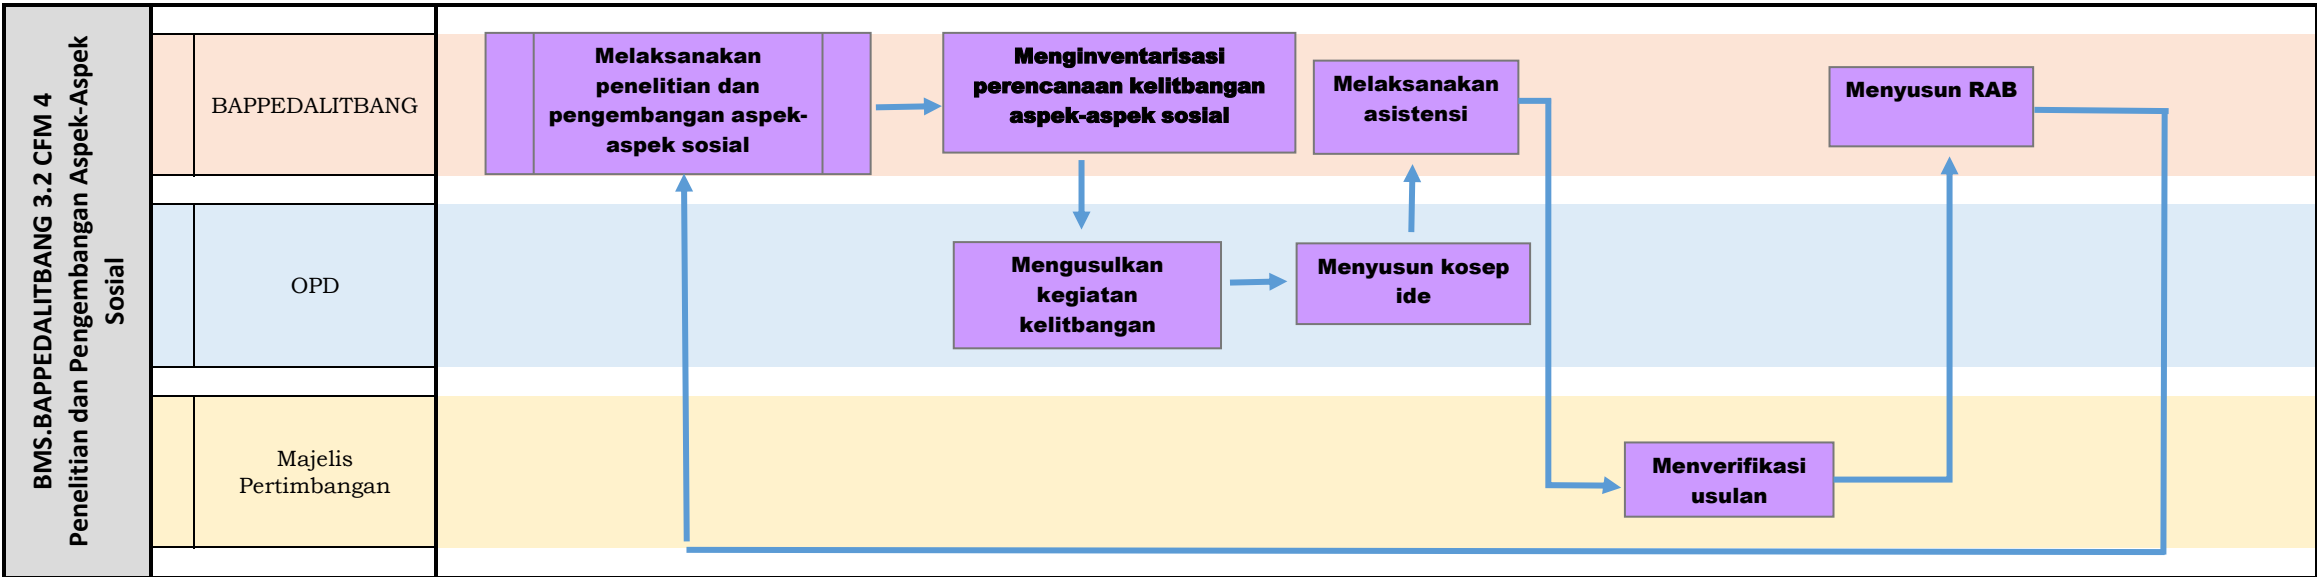 BMS.BAPPEDALITBANG 3.2 CFM 4
Penelitian dan Pengembangan Aspek-Aspek
Sosial
BAPPEDALITBANG
Melaksanakan
penelitian dan
pengembangan aspek-
aspek sosial
Menginventarisasi
perencanaan kelitbangan
aspek-aspek sosial
Melaksanakan
asistensi
Menyusun RAB
OPD
Mengusulkan
kegiatan
kelitbangan
Menyusun kosep
ide
Majelis
Pertimbangan
Menverifikasi
usulan